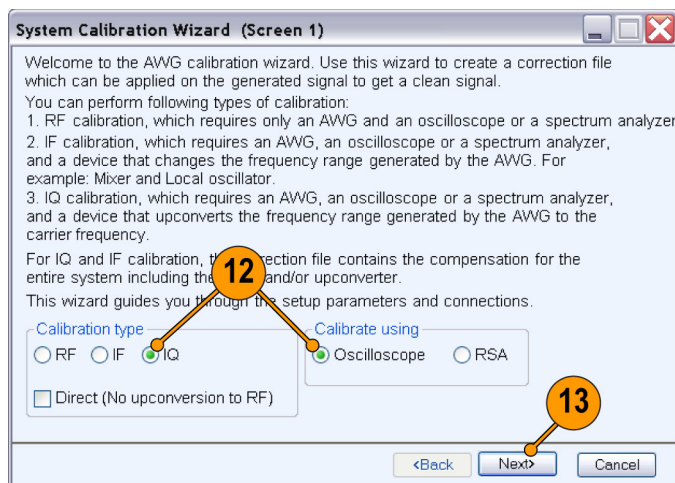 System Calibration Wizard (Screen 1)
Welcome to the AWG calibration wizard. Use this wizard to create a correction file
which can be applied on the generated signal to get a clean signal.
You can perform following types of calibration:
1. RF calibration, which requires only an AWG and an oscilloscope or a spectrum analyzer
2. IF calibration, which requires an AWG, an oscilloscope or a spectrum analyzer,
and a device that changes the frequency range generated by the AWG. For
example: Mixer and Local oscillator.
3. IQ calibration, which requires an AWG, an oscilloscope or a spectrum analyzer,
and a device that upconverts the frequency range generated by the AWG to the
carrier frequency.
For IQ and IF calibration, the correction file contains the compensation for the
entire system including the and/or upconverter.
This wizard guides you through the setup parameters and connections.
12
Calibration type
RF IF IQ
Direct (No upconversion to RF)
Calibrate using
Oscilloscope RSA
13
<Back Next> Cancel